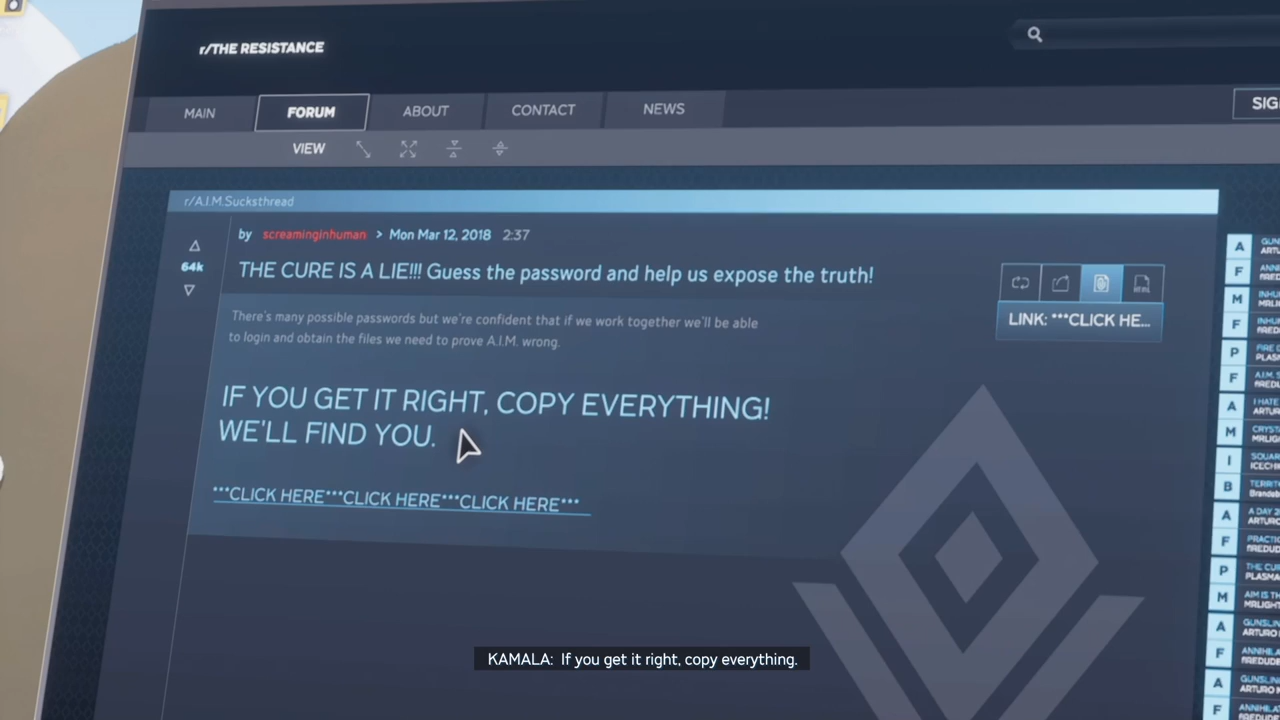 r/THE RESISTANCE
MAIN
FORUM
ABOUT
CONTACT
NEWS
VIEW
r/A.I.M.Sucksthread
by screaminginhuman > Mon Mar 12, 2018 2:37
64k
THE CURE IS A LIE!!! Guess the password and help us expose the truth!
There's many possible passwords but we're confident that if we work together we'll be able
to login and obtain the files we need to prove A.I.M. wrong.
LINK: ***CLICK HE...
IF YOU GET IT RIGHT, COPY EVERYTHING!
WE'LL FIND YOU.
***CLICK HERE***CLICK HERE***CLICK HERE***
A
F
M
F
P
F
A
M
I
B
A
F
P
M
A
F
A
F
KAMALA: If you get it right, copy everything.